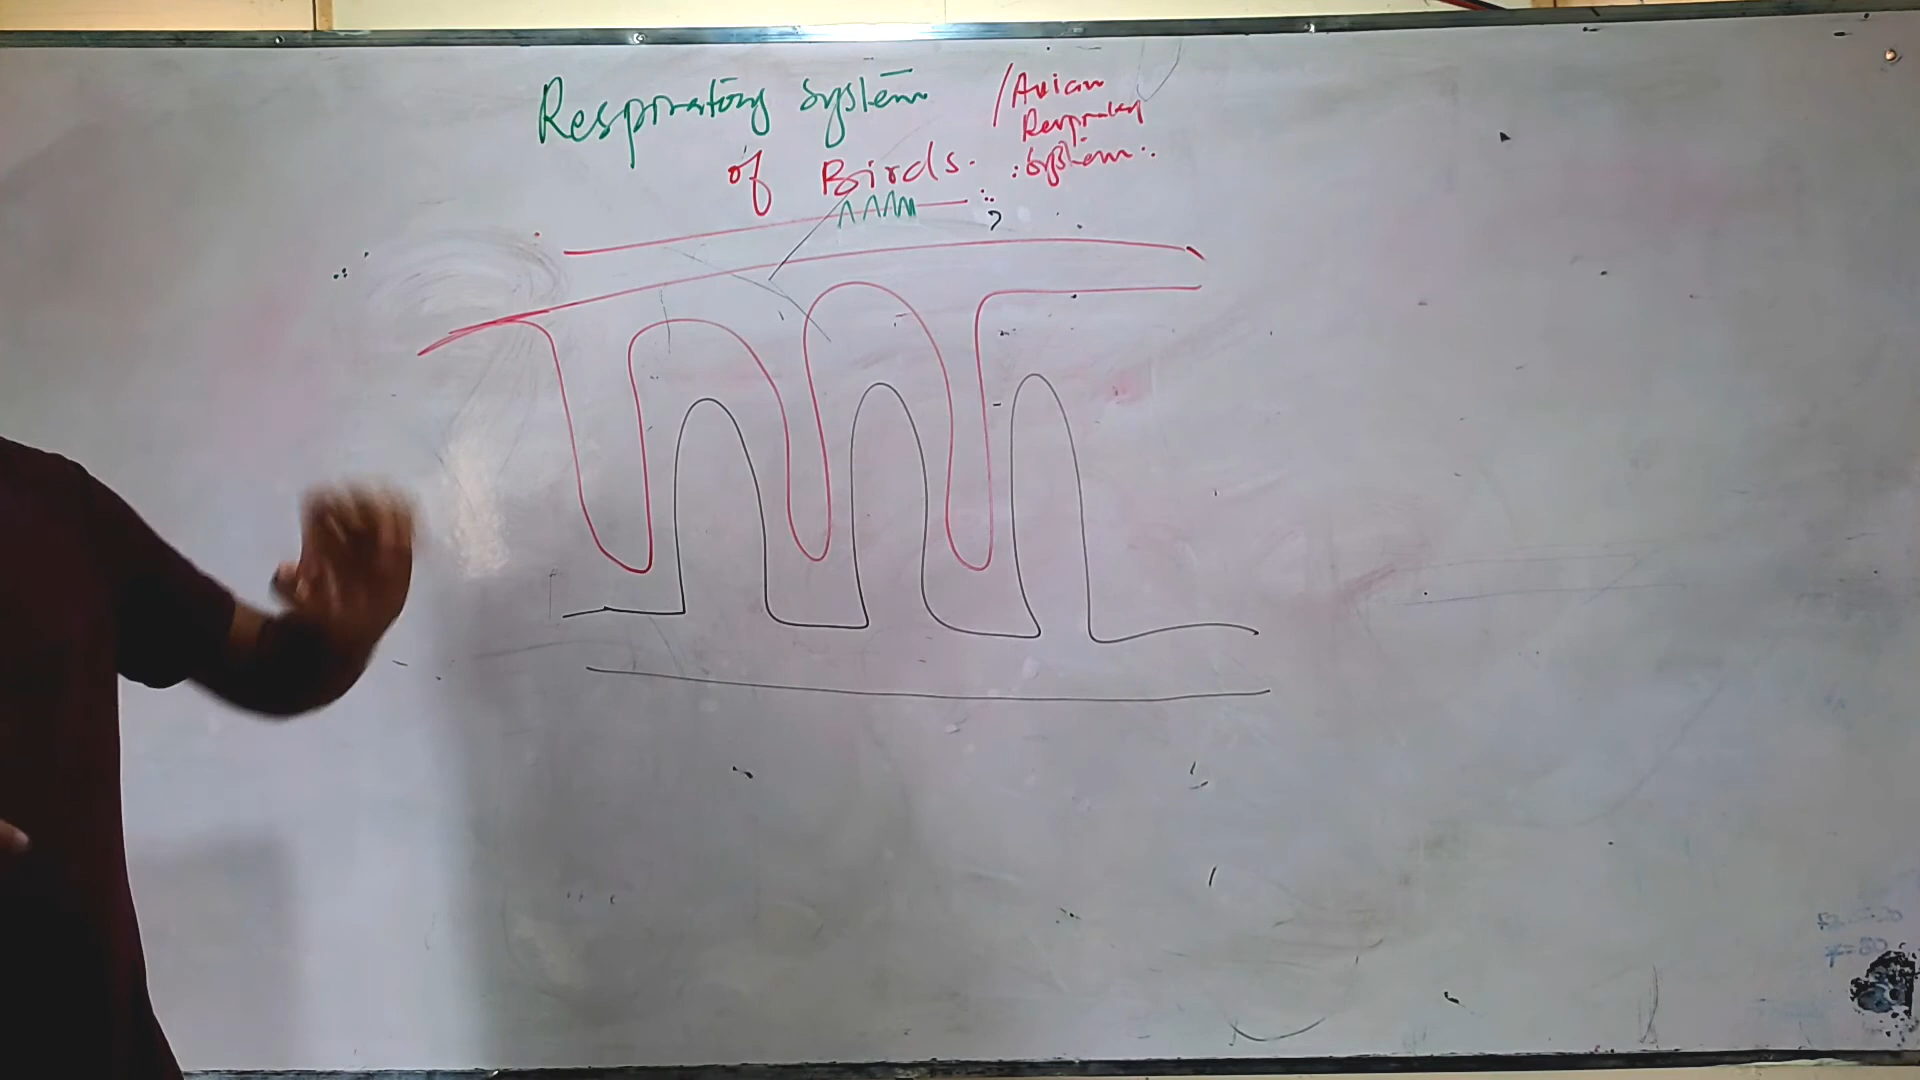 Respiratory system
of Birds.
/Avian
Respiratory
System